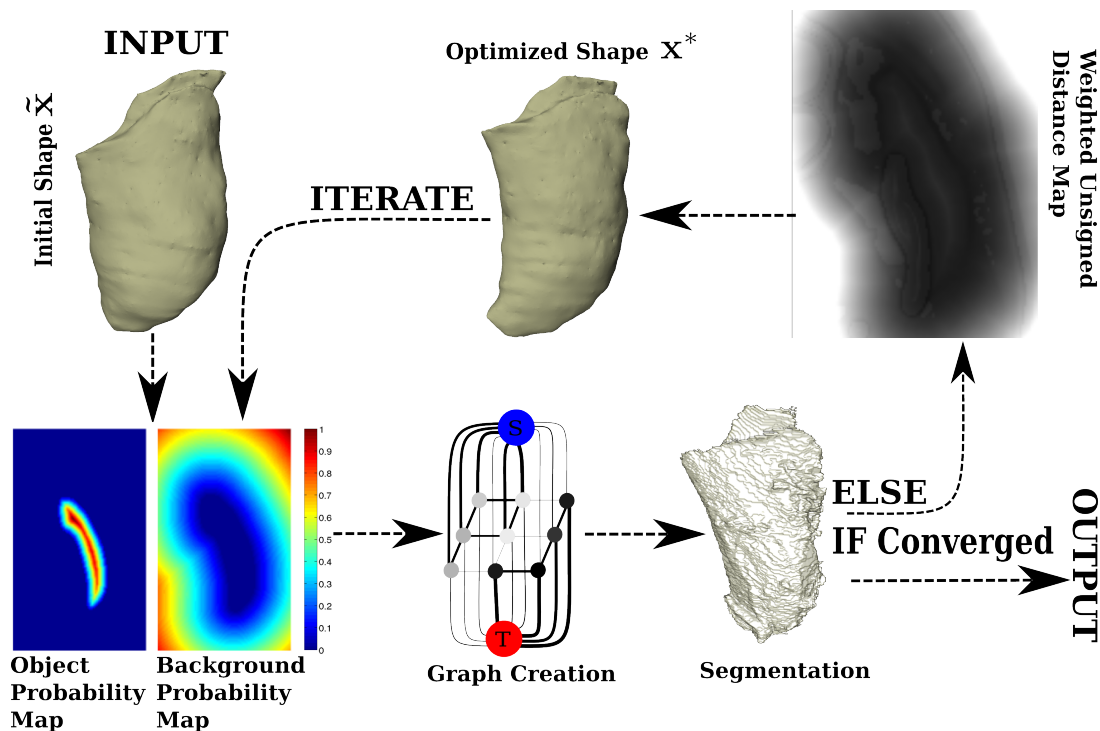 INPUT
Initial Shape x̃
Optimized Shape x*
Weighted Unsigned
Distance Map
ITERATE
1
0.9
0.8
0.7
0.6
0.5
0.4
0.3
0.2
0.1
0
S
T
ELSE
IF Converged
OUTPUT
Object
Probability
Map
Background
Probability
Map
Graph Creation
Segmentation